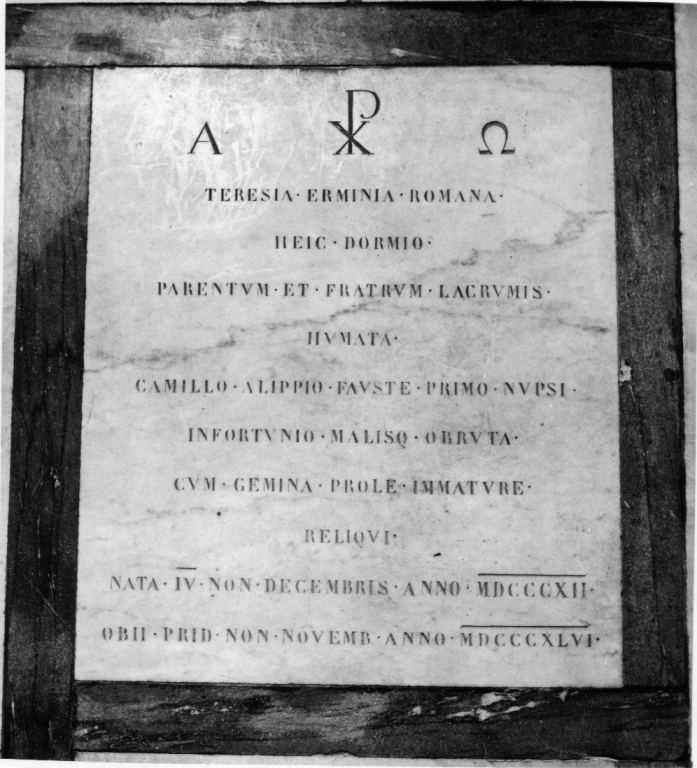 Α ☧ Ω
TERESIA · ERMINIA · ROMANA ·
HEIC · DORMIO ·
PARENTVM · ET · FRATRVM · LACRVMIS ·
HVMATA ·
CAMILLO · ALIPPIO · FAVSTE · PRIMO · NVPSI ·
INFORTVNIO · MALISQ · OBRVTA ·
CVM · GEMINA · PROLE · IMMATVRE ·
RELIQVI ·
NATA · IV · NON · DECEMBRIS · ANNO · MDCCCXII ·
OBII · PRID · NON · NOVEMB · ANNO · MDCCCXLVI ·